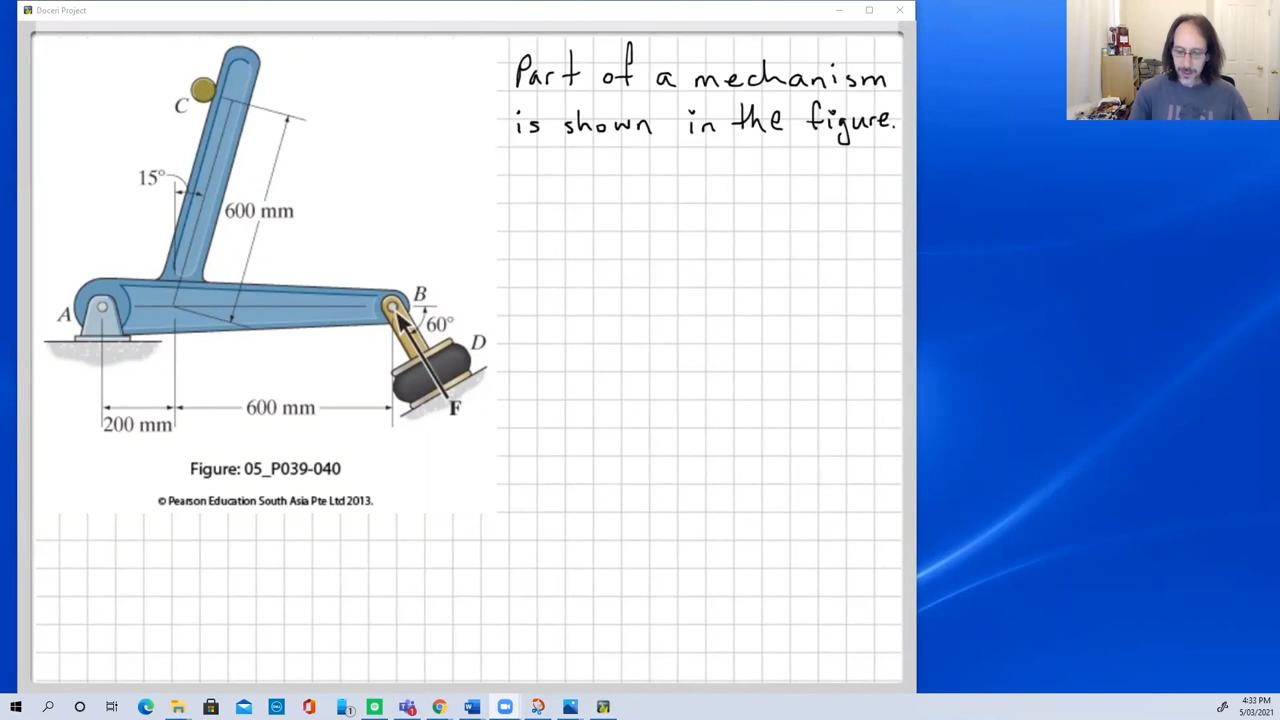 Doceri Project
Part of a mechanism
is shown in the figure.
C
15°
600 mm
A
B
60°
D
F
600 mm
200 mm
Figure: 05_P039-040
© Pearson Education South Asia Pte Ltd 2013.
4:33 PM
5/03/2021